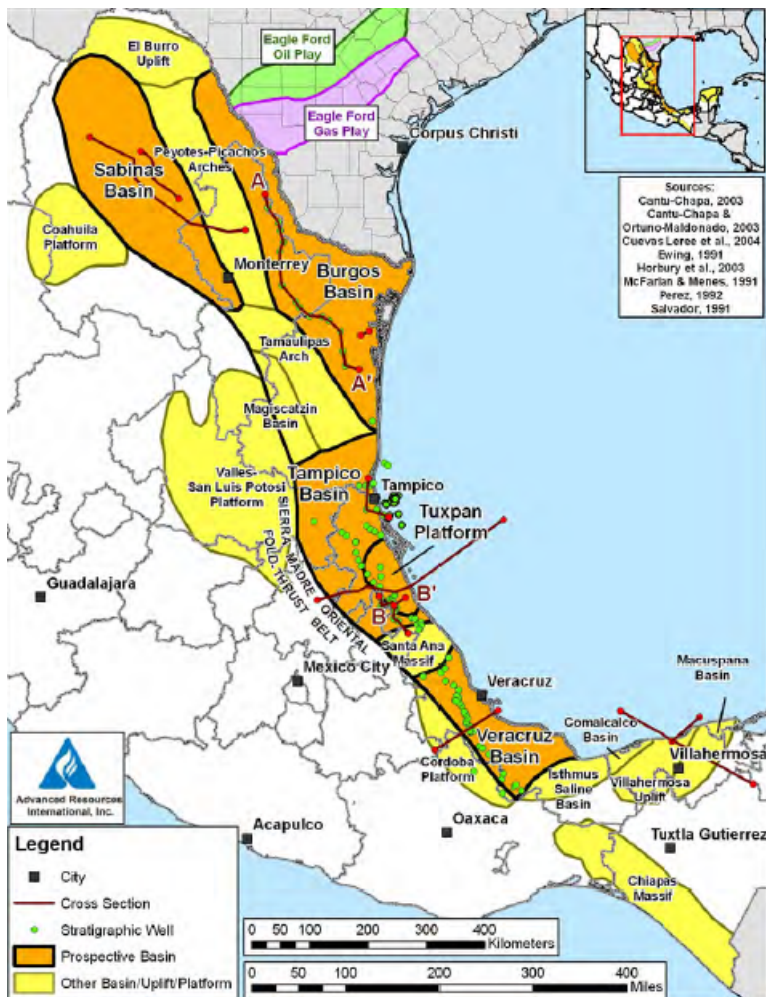 El Burro
Uplift
Eagle Ford
Oil Play
Eagle Ford
Gas Play
Corpus Christi
Peyotes-Picachos
Arches
Sabinas
Basin
A
Coahuila
Platform
Monterrey
Burgos
Basin
Tamaulipas
Arch
A'
Magiscatzin
Basin
Sources:
Cantu-Chapa, 2003
Cantu-Chapa &
Ortuno-Maldonado, 2003
Cuevas Leree et al., 2004
Ewing, 1991
Horbury et al., 2003
McFarlan & Menes, 1991
Perez, 1992
Salvador, 1991
Tampico
Basin
Tampico
Valles-
San Luis Potosi
Platform
Tuxpan
Platform
SIERRA MADRE ORIENTAL
FOLD-THRUST BELT
Guadalajara
B
B'
Santa Ana
Massif
Mexico City
Veracruz
Macuspana
Basin
Comalcalco
Basin
Veracruz
Basin
Villahermosa
Cordoba
Platform
Isthmus
Saline
Basin
Villahermosa
Uplift
Advanced Resources
International, Inc.
Acapulco
Oaxaca
Tuxtla Gutierrez
Chiapas
Massif
Legend
City
Cross Section
Stratigraphic Well
Prospective Basin
Other Basin/Uplift/Platform
0 50 100 200 300 400
Kilometers
0 50 100 200 300 400
Miles